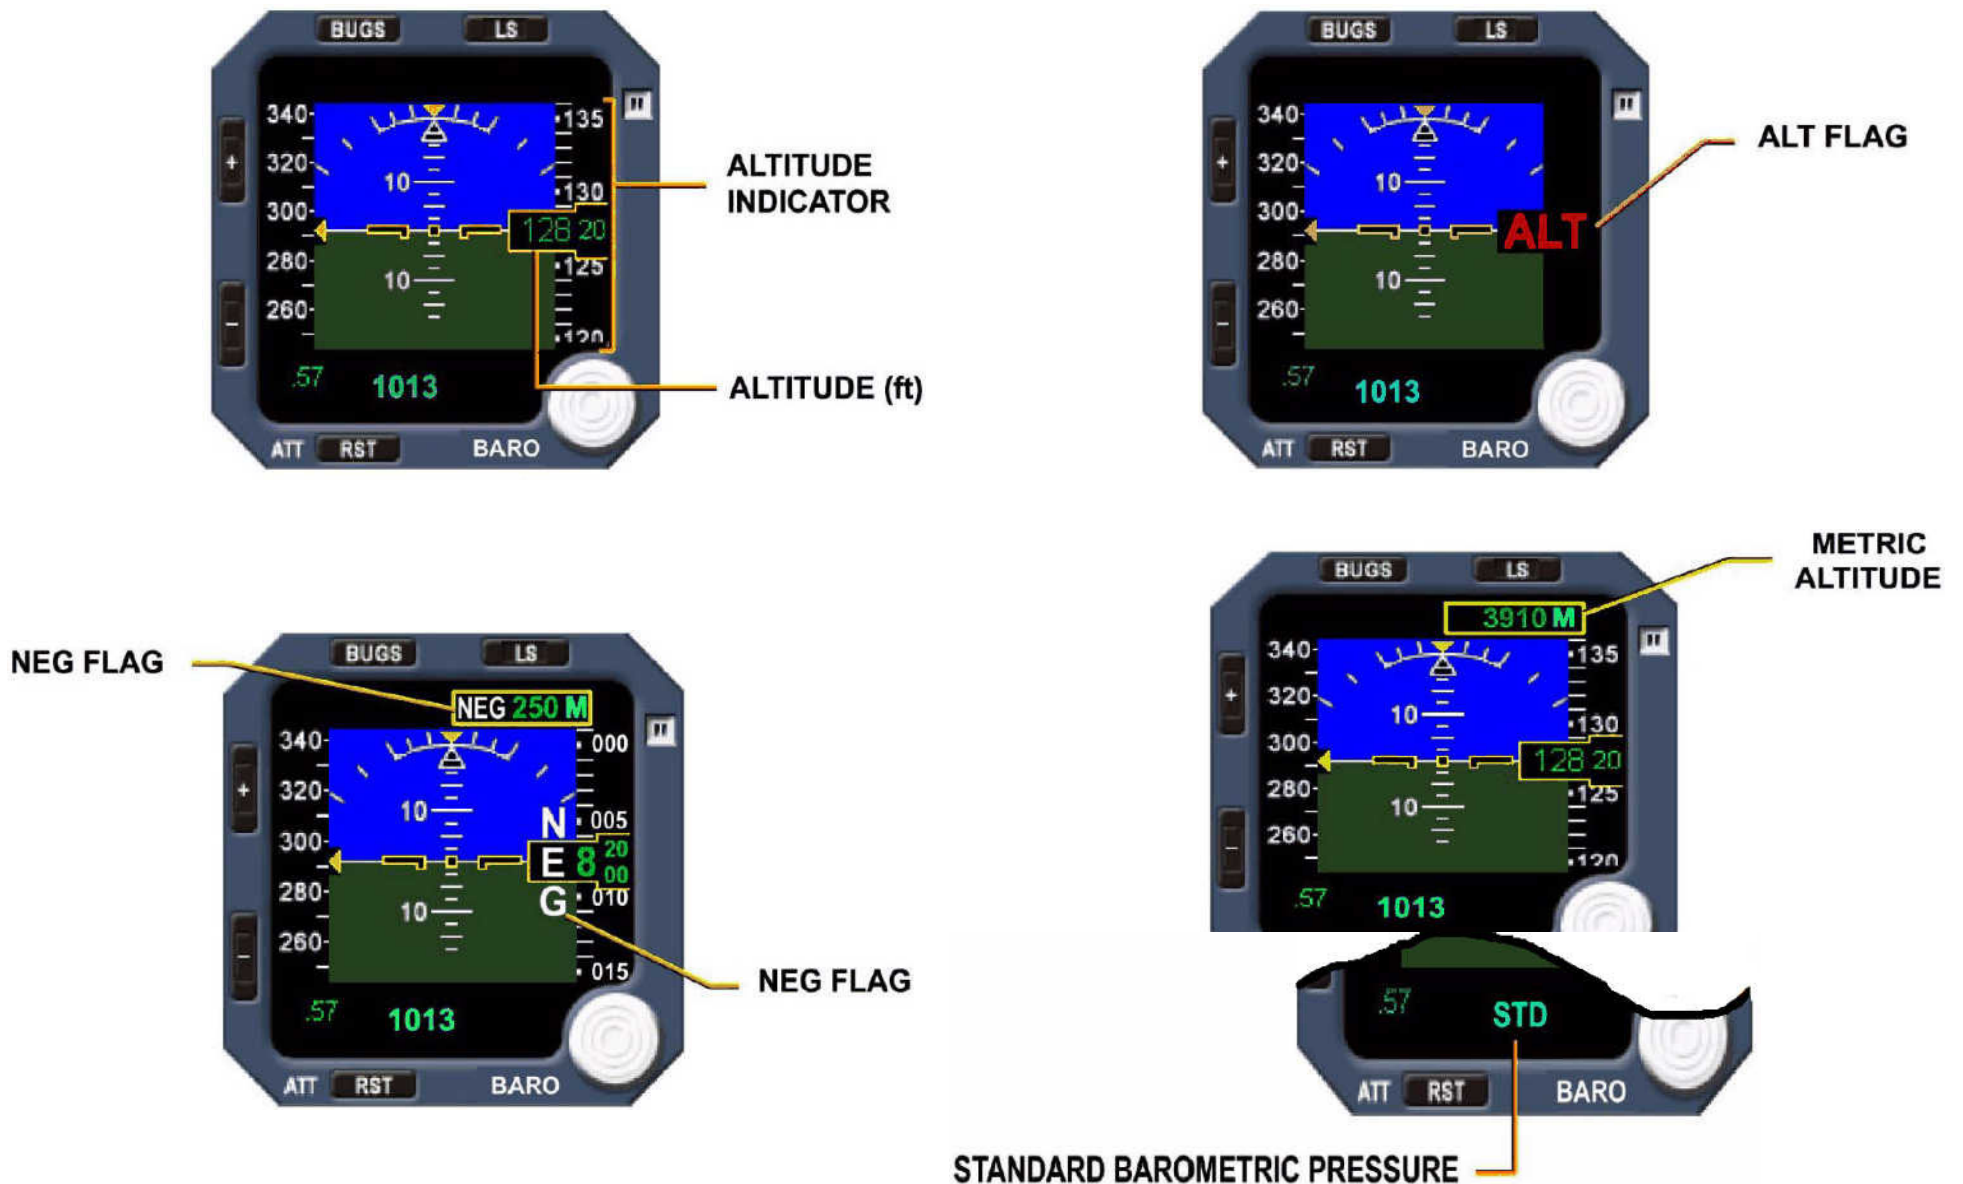 BUGS LS
340
320
300
280
260
10
10
135
130
128 20
125
120
.57 1013
ATT RST BARO
+
-
ALTITUDE
INDICATOR
ALTITUDE (ft)
BUGS LS
340
320
300
280
260
10
10
ALT
.57 1013
ATT RST BARO
+
-
ALT FLAG
NEG FLAG
BUGS LS
NEG 250 M
340
320
300
280
260
10
10
000
005
N
E 8 20
00
G
010
015
.57 1013
ATT RST BARO
+
-
NEG FLAG
METRIC
ALTITUDE
BUGS LS
3910 M
340
320
300
280
260
10
10
135
130
128 20
125
120
.57 1013
+
-
.57 STD
ATT RST BARO
STANDARD BAROMETRIC PRESSURE